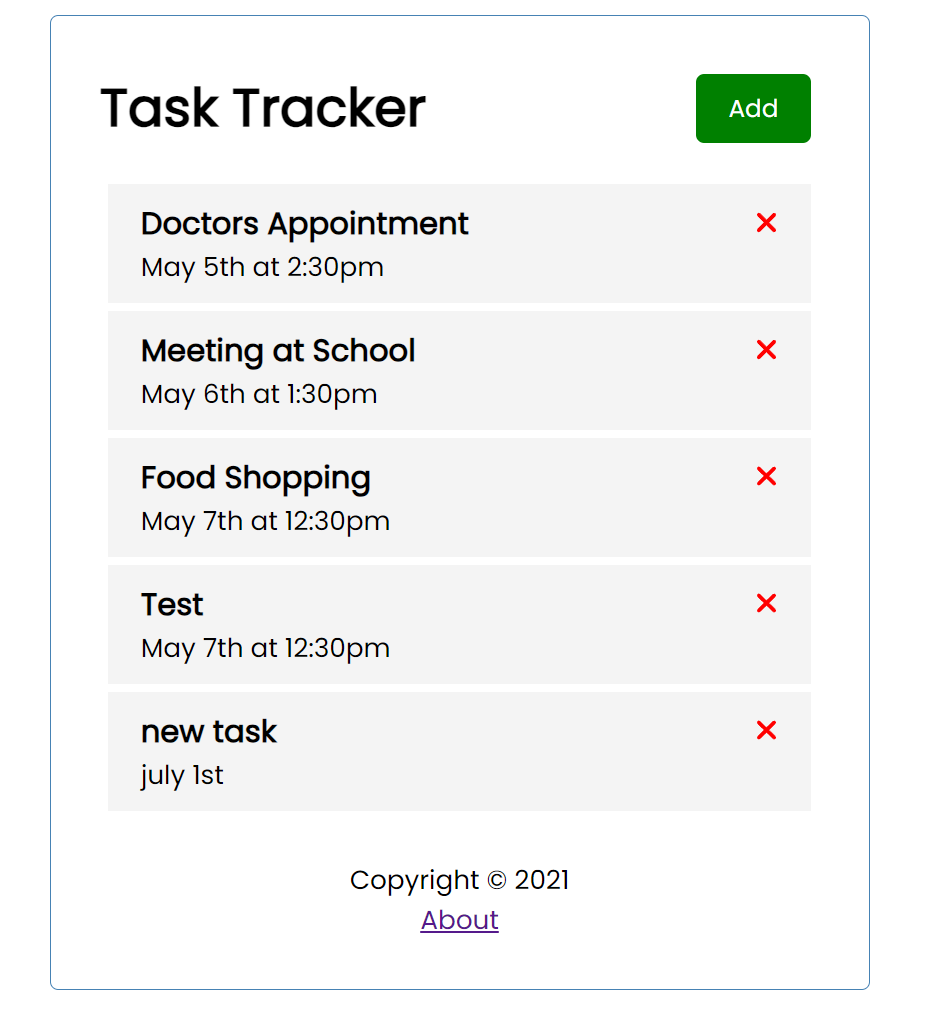 Task Tracker
Add
Doctors Appointment
May 5th at 2:30pm
Meeting at School
May 6th at 1:30pm
Food Shopping
May 7th at 12:30pm
Test
May 7th at 12:30pm
new task
july 1st
Copyright © 2021
About